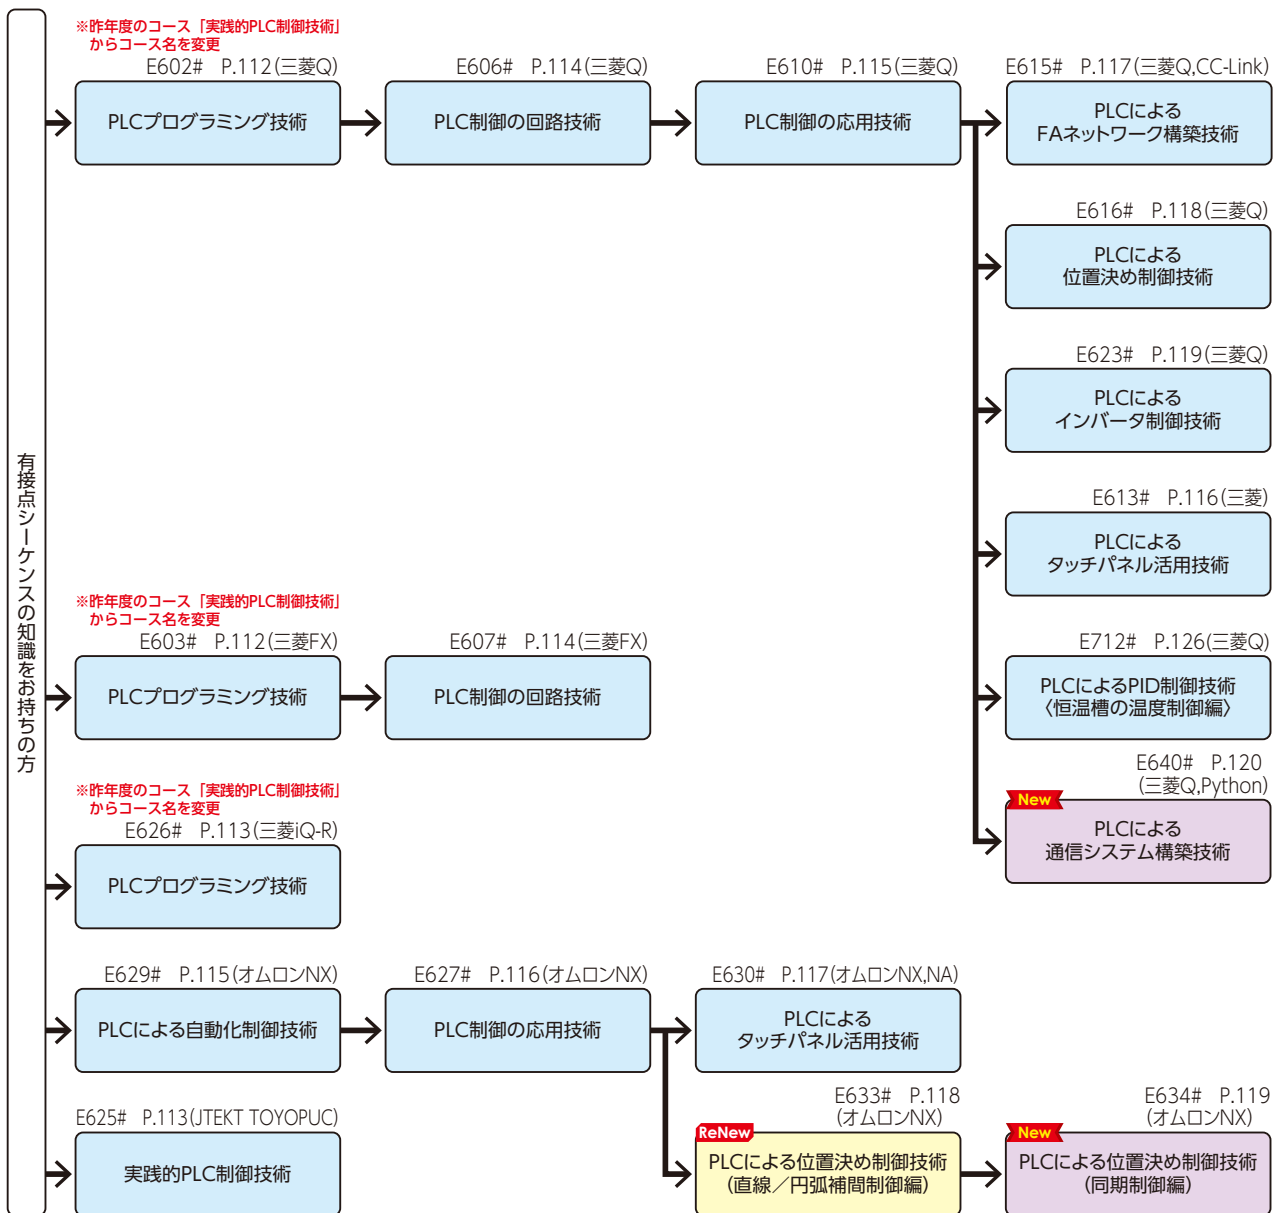 有接点シーケンスの知識をお持ちの方
※昨年度のコース「実践的PLC制御技術」
からコース名を変更
E602# P.112(三菱Q)
PLCプログラミング技術
E606# P.114(三菱Q)
PLC制御の回路技術
E610# P.115(三菱Q)
PLC制御の応用技術
E615# P.117(三菱Q,CC-Link)
PLCによる
FAネットワーク構築技術
E616# P.118(三菱Q)
PLCによる
位置決め制御技術
E623# P.119(三菱Q)
PLCによる
インバータ制御技術
E613# P.116(三菱)
PLCによる
タッチパネル活用技術
※昨年度のコース「実践的PLC制御技術」
からコース名を変更
E603# P.112(三菱FX)
PLCプログラミング技術
E607# P.114(三菱FX)
PLC制御の回路技術
E712# P.126(三菱Q)
PLCによるPID制御技術
〈恒温槽の温度制御編〉
E640# P.120
(三菱Q,Python)
New
PLCによる
通信システム構築技術
※昨年度のコース「実践的PLC制御技術」
からコース名を変更
E626# P.113(三菱iQ-R)
PLCプログラミング技術
E629# P.115(オムロンNX)
PLCによる自動化制御技術
E627# P.116(オムロンNX)
PLC制御の応用技術
E630# P.117(オムロンNX,NA)
PLCによる
タッチパネル活用技術
E625# P.113(JTEKT TOYOPUC)
実践的PLC制御技術
E633# P.118
(オムロンNX)
ReNew
PLCによる位置決め制御技術
(直線／円弧補間制御編)
E634# P.119
(オムロンNX)
New
PLCによる位置決め制御技術
(同期制御編)